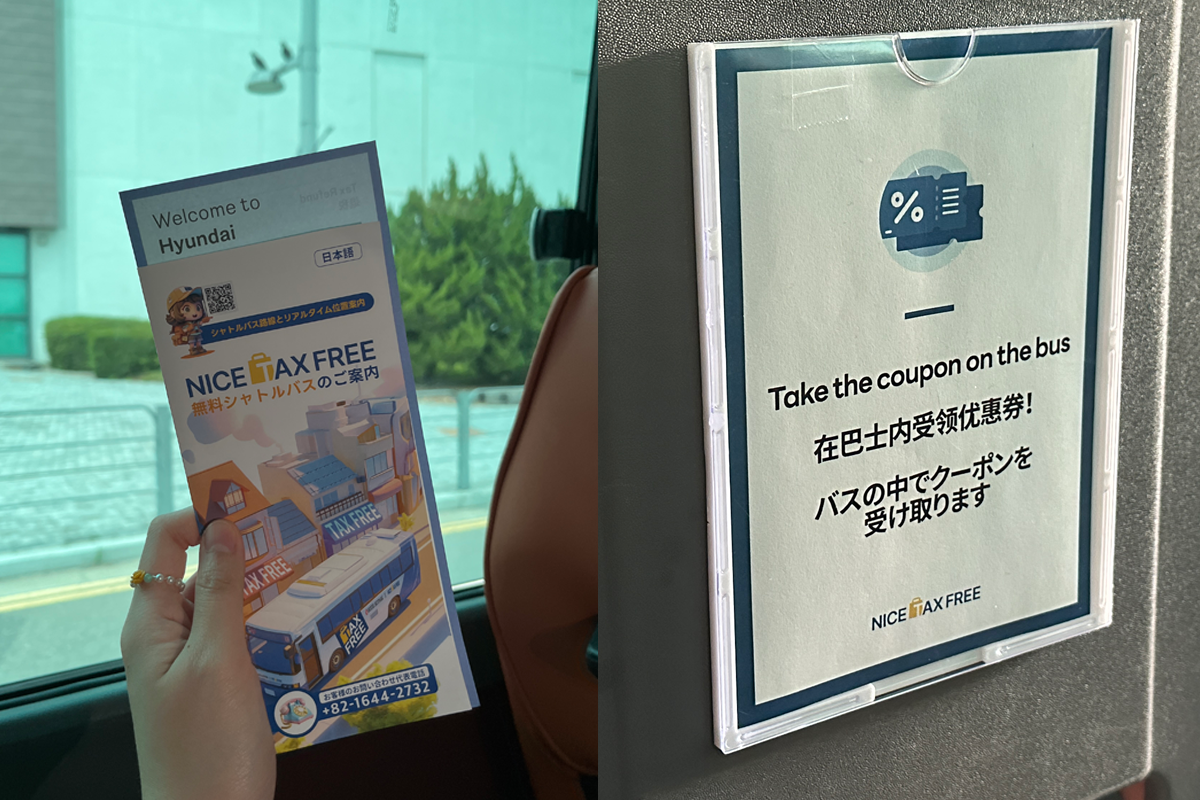 Welcome to
Hyundai
Tax Refund
日本語
シャトルバス路線とリアルタイム位置案内
NICE TAX FREE
無料シャトルバスのご案内
TAX FREE
TAX FREE
TAX
FREE
お客様のお問い合わせ代表電話
+82-1644-2732
Take the coupon on the bus
在巴士内受领优惠券!
バスの中でクーポンを
受け取ります
NICE TAX FREE